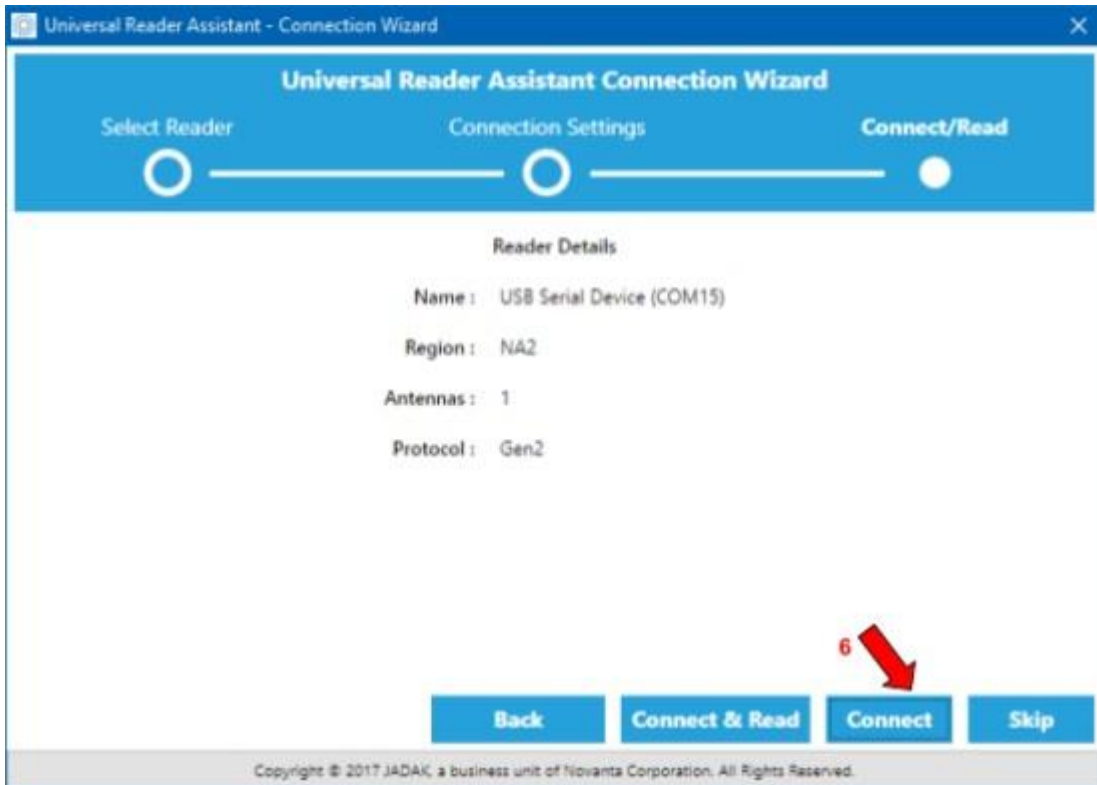 Universal Reader Assistant - Connection Wizard
Universal Reader Assistant Connection Wizard
Select Reader Connection Settings Connect/Read
Reader Details
Name : USB Serial Device (COM15)
Region : NA2
Antennas : 1
Protocol : Gen2
6
Back Connect & Read Connect Skip
Copyright © 2017 JADAK, a business unit of Novanta Corporation. All Rights Reserved.